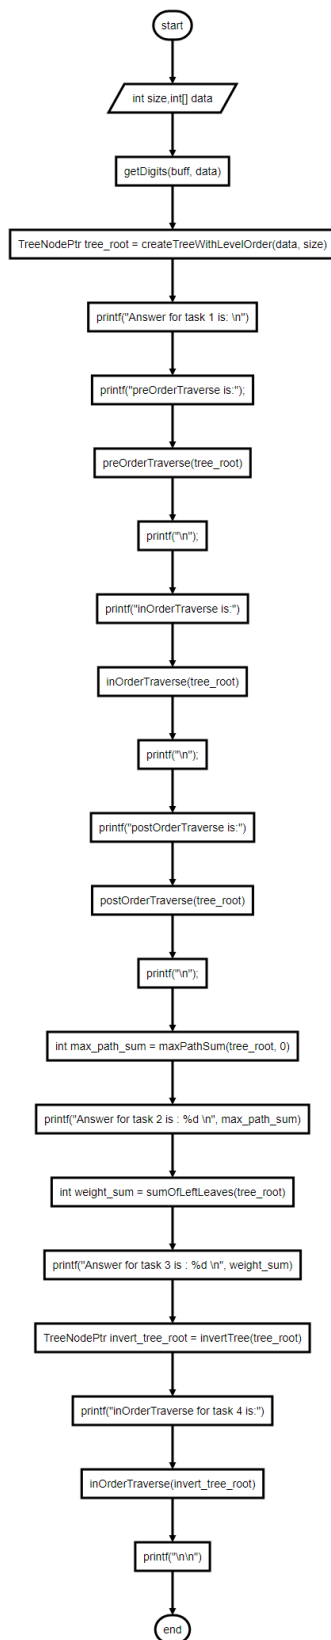 start
int size,int[] data
getDigits(buff, data)
TreeNodePtr tree_root = createTreeWithLevelOrder(data, size)
printf("Answer for task 1 is: \n")
printf("preOrderTraverse is:");
preOrderTraverse(tree_root)
printf("\n");
printf("inOrderTraverse is:")
inOrderTraverse(tree_root)
printf("\n");
printf("postOrderTraverse is:")
postOrderTraverse(tree_root)
printf("\n");
int max_path_sum = maxPathSum(tree_root, 0)
printf("Answer for task 2 is : %d \n", max_path_sum)
int weight_sum = sumOfLeftLeaves(tree_root)
printf("Answer for task 3 is : %d \n", weight_sum)
TreeNodePtr invert_tree_root = invertTree(tree_root)
printf("inOrderTraverse for task 4 is:")
inOrderTraverse(invert_tree_root)
printf("\n\n")
end